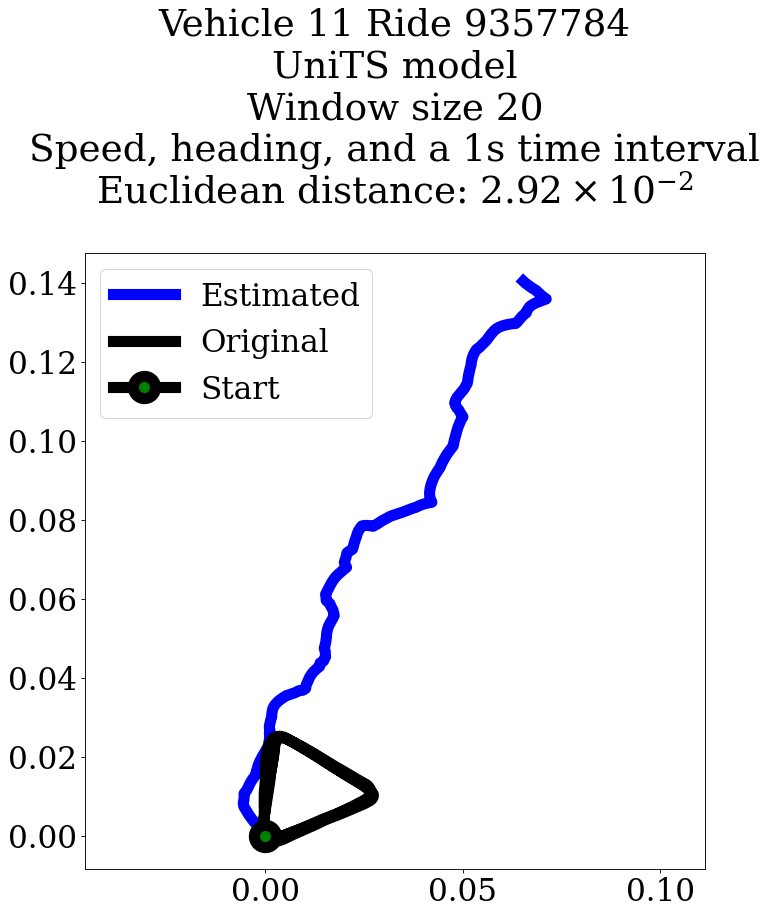 Vehicle 11 Ride 9357784
UniTS model
Window size 20
Speed, heading, and a 1s time interval
Euclidean distance: 2.92 × 10⁻²
Estimated
Original
Start
0.14
0.12
0.10
0.08
0.06
0.04
0.02
0.00
0.00 0.05 0.10